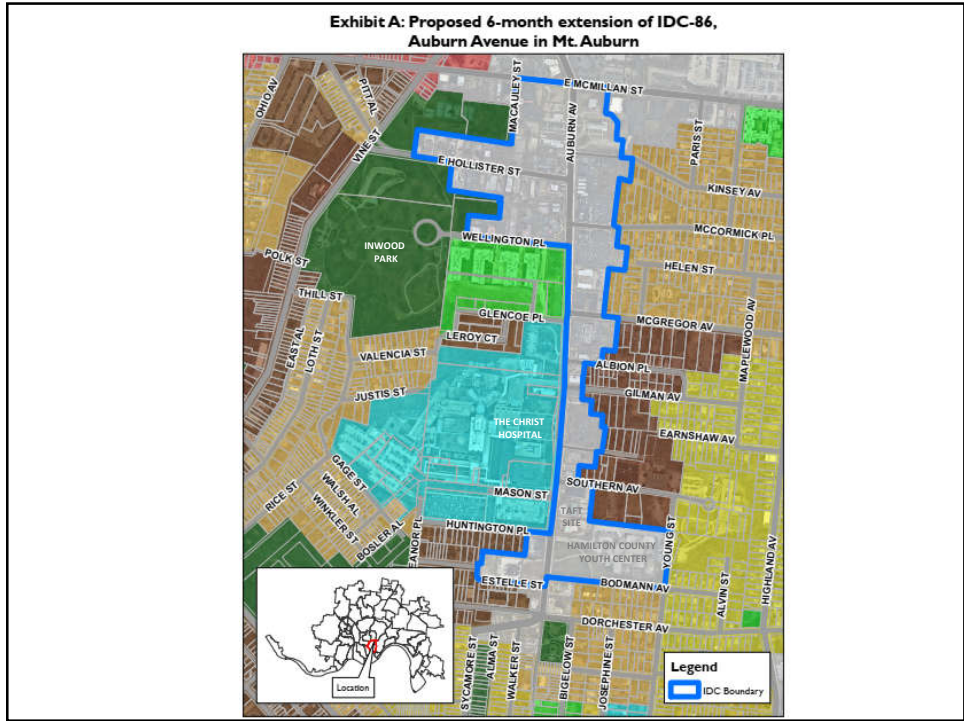 Exhibit A: Proposed 6-month extension of IDC-86,
Auburn Avenue in Mt. Auburn
E MCMILLAN ST
MACAULEY ST
AUBURN AV
OHIO AV
PITT AL
VINE ST
PARIS ST
E HOLLISTER ST
KINSEY AV
MCCORMICK PL
WELLINGTON PL
INWOOD
PARK
POLK ST
HELEN ST
THILL ST
GLENCOE PL
MCGREGOR AV
MAPLEWOOD AV
EAST AL
LOTH ST
LEROY CT
VALENCIA ST
ALBION PL
GILMAN AV
JUSTIS ST
THE CHRIST
HOSPITAL
EARNSHAW AV
GAGE ST
SOUTHERN AV
RICE ST
WALSH AL
WINKLER ST
MASON ST
TAFT
SITE
BOSLER AL
EANOR PL
HUNTINGTON PL
HAMILTON COUNTY
YOUTH CENTER
YOUNG ST
HIGHLAND AV
ESTELLE ST
BODMANN AV
ALVIN ST
DORCHESTER AV
SYCAMORE ST
ALMA ST
WALKER ST
BIGELOW ST
JOSEPHINE ST
Location
Legend
IDC Boundary